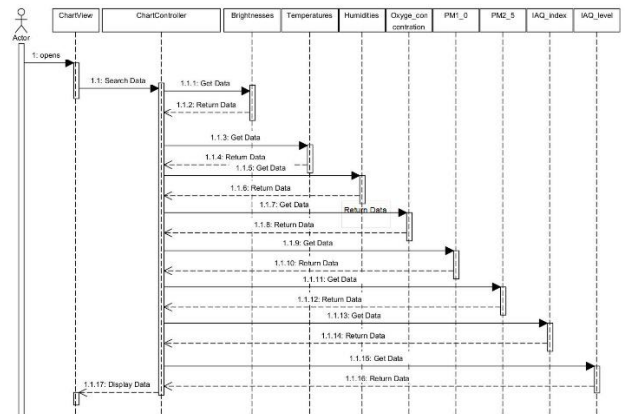 ChartView
ChartController
Brightnesses
Temperatures
Humidities
Oxyge_con
centration
PM1_0
PM2_5
IAQ_index
IAQ_level
Actor
1: opens
1.1: Search Data
1.1.1: Get Data
1.1.2: Return Data
1.1.3: Get Data
1.1.4: Return Data
1.1.5: Get Data
1.1.6: Return Data
1.1.7: Get Data
Return Data
1.1.8: Return Data
1.1.9: Get Data
1.1.10: Return Data
1.1.11: Get Data
1.1.12: Return Data
1.1.13: Get Data
1.1.14: Return Data
1.1.15: Get Data
1.1.16: Return Data
1.1.17: Display Data